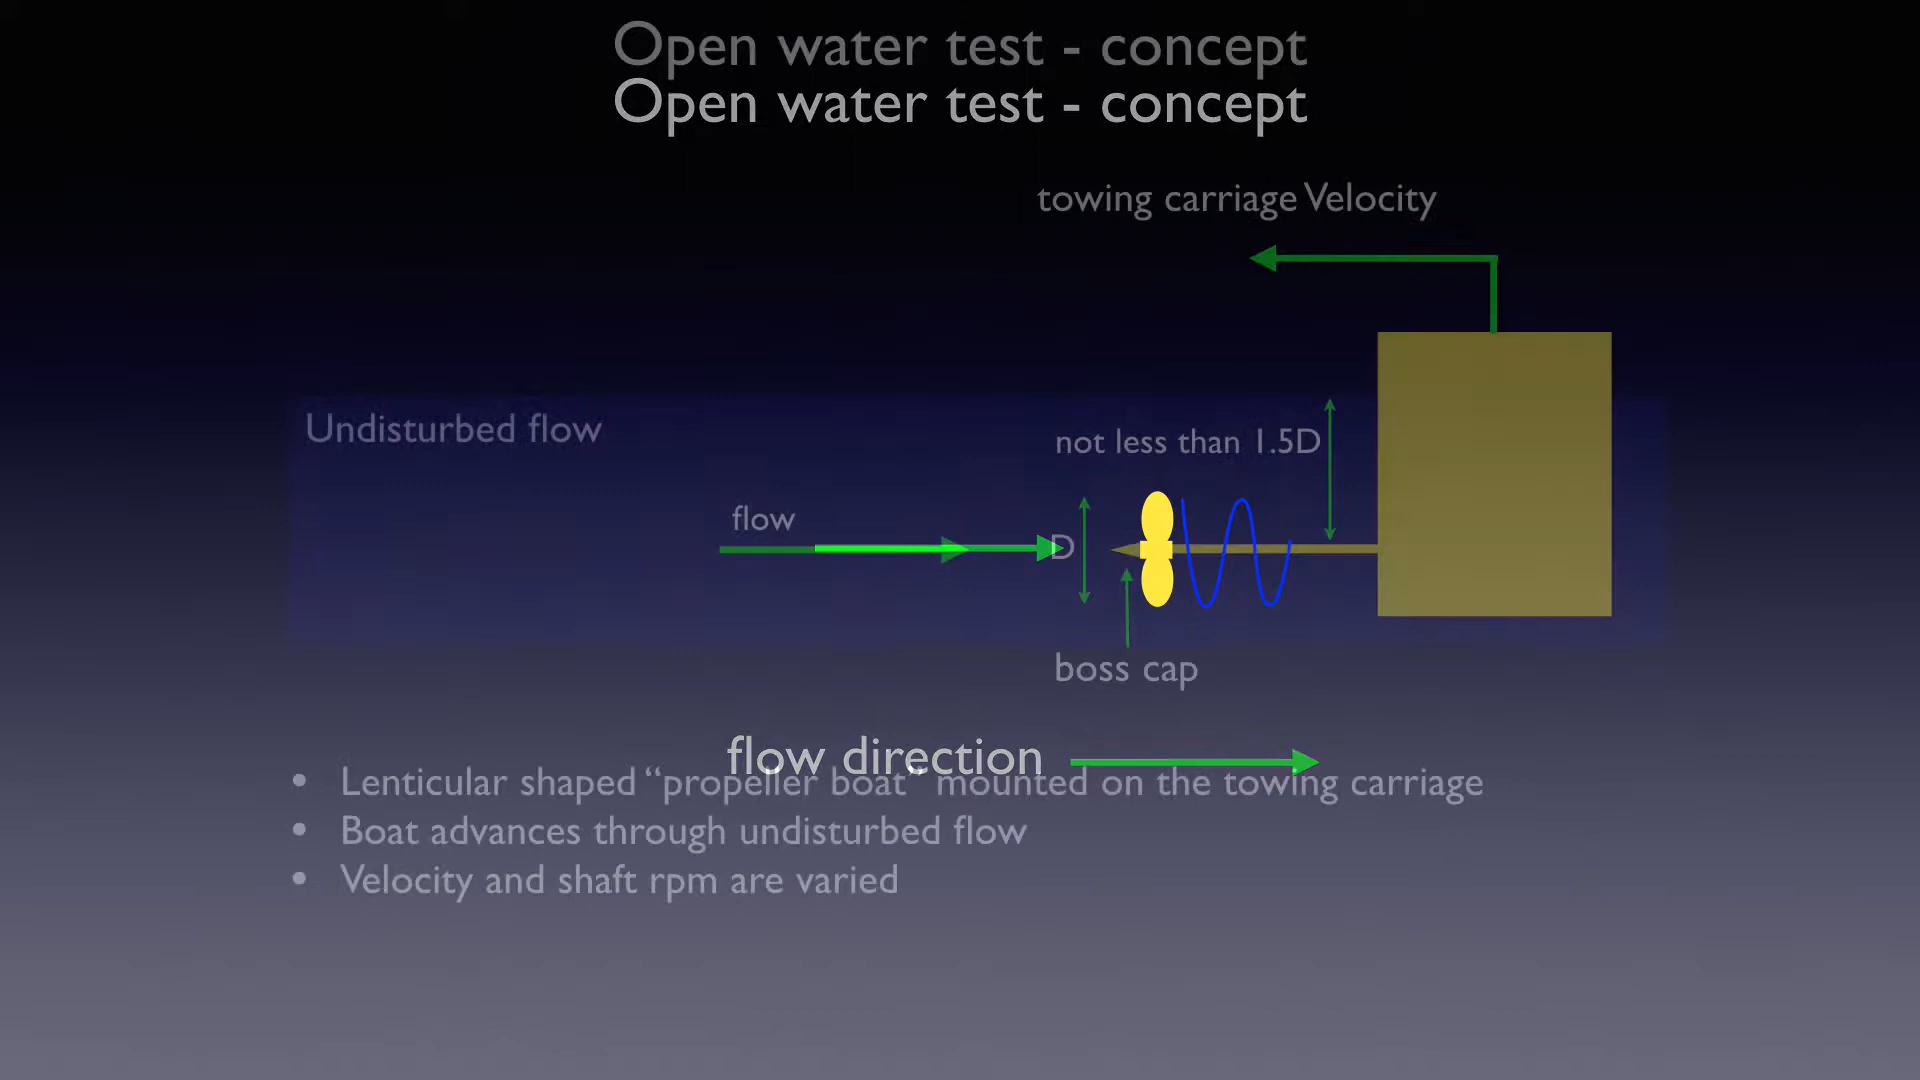 Open water test - concept
Open water test - concept
towing carriage Velocity
Undisturbed flow
not less than 1.5D
flow
D
boss cap
flow direction
• Lenticular shaped “propeller boat” mounted on the towing carriage
• Boat advances through undisturbed flow
• Velocity and shaft rpm are varied